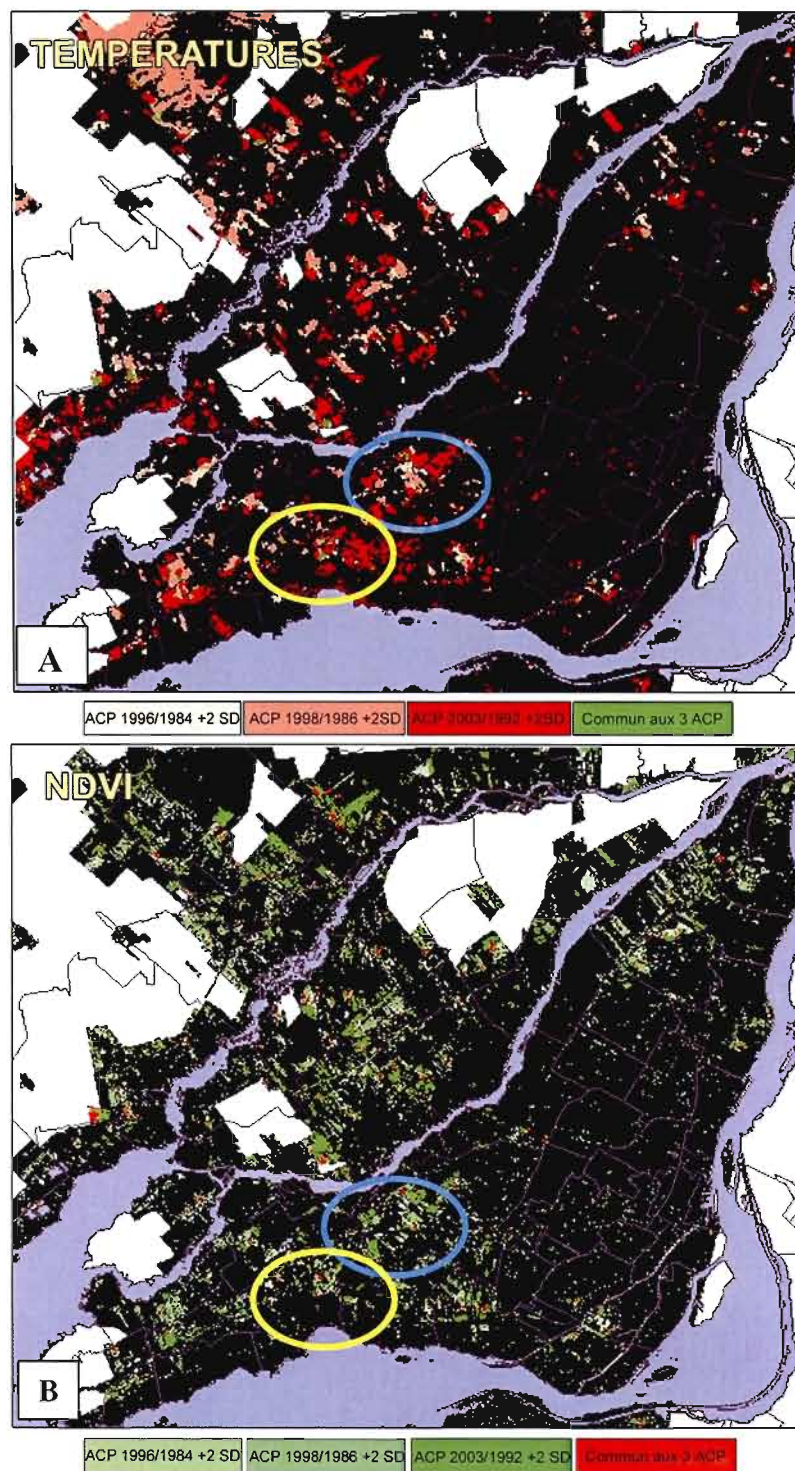 TEMPERATURES
A
ACP 1996/1984 +2 SD ACP 1998/1986 +2SD ACP 2003/1992 +2SD Commun aux 3 ACP
NDVI
B
ACP 1996/1984 +2 SD ACP 1998/1986 +2 SD ACP 2003/1992 +2 SD Commun aux 3 ACP